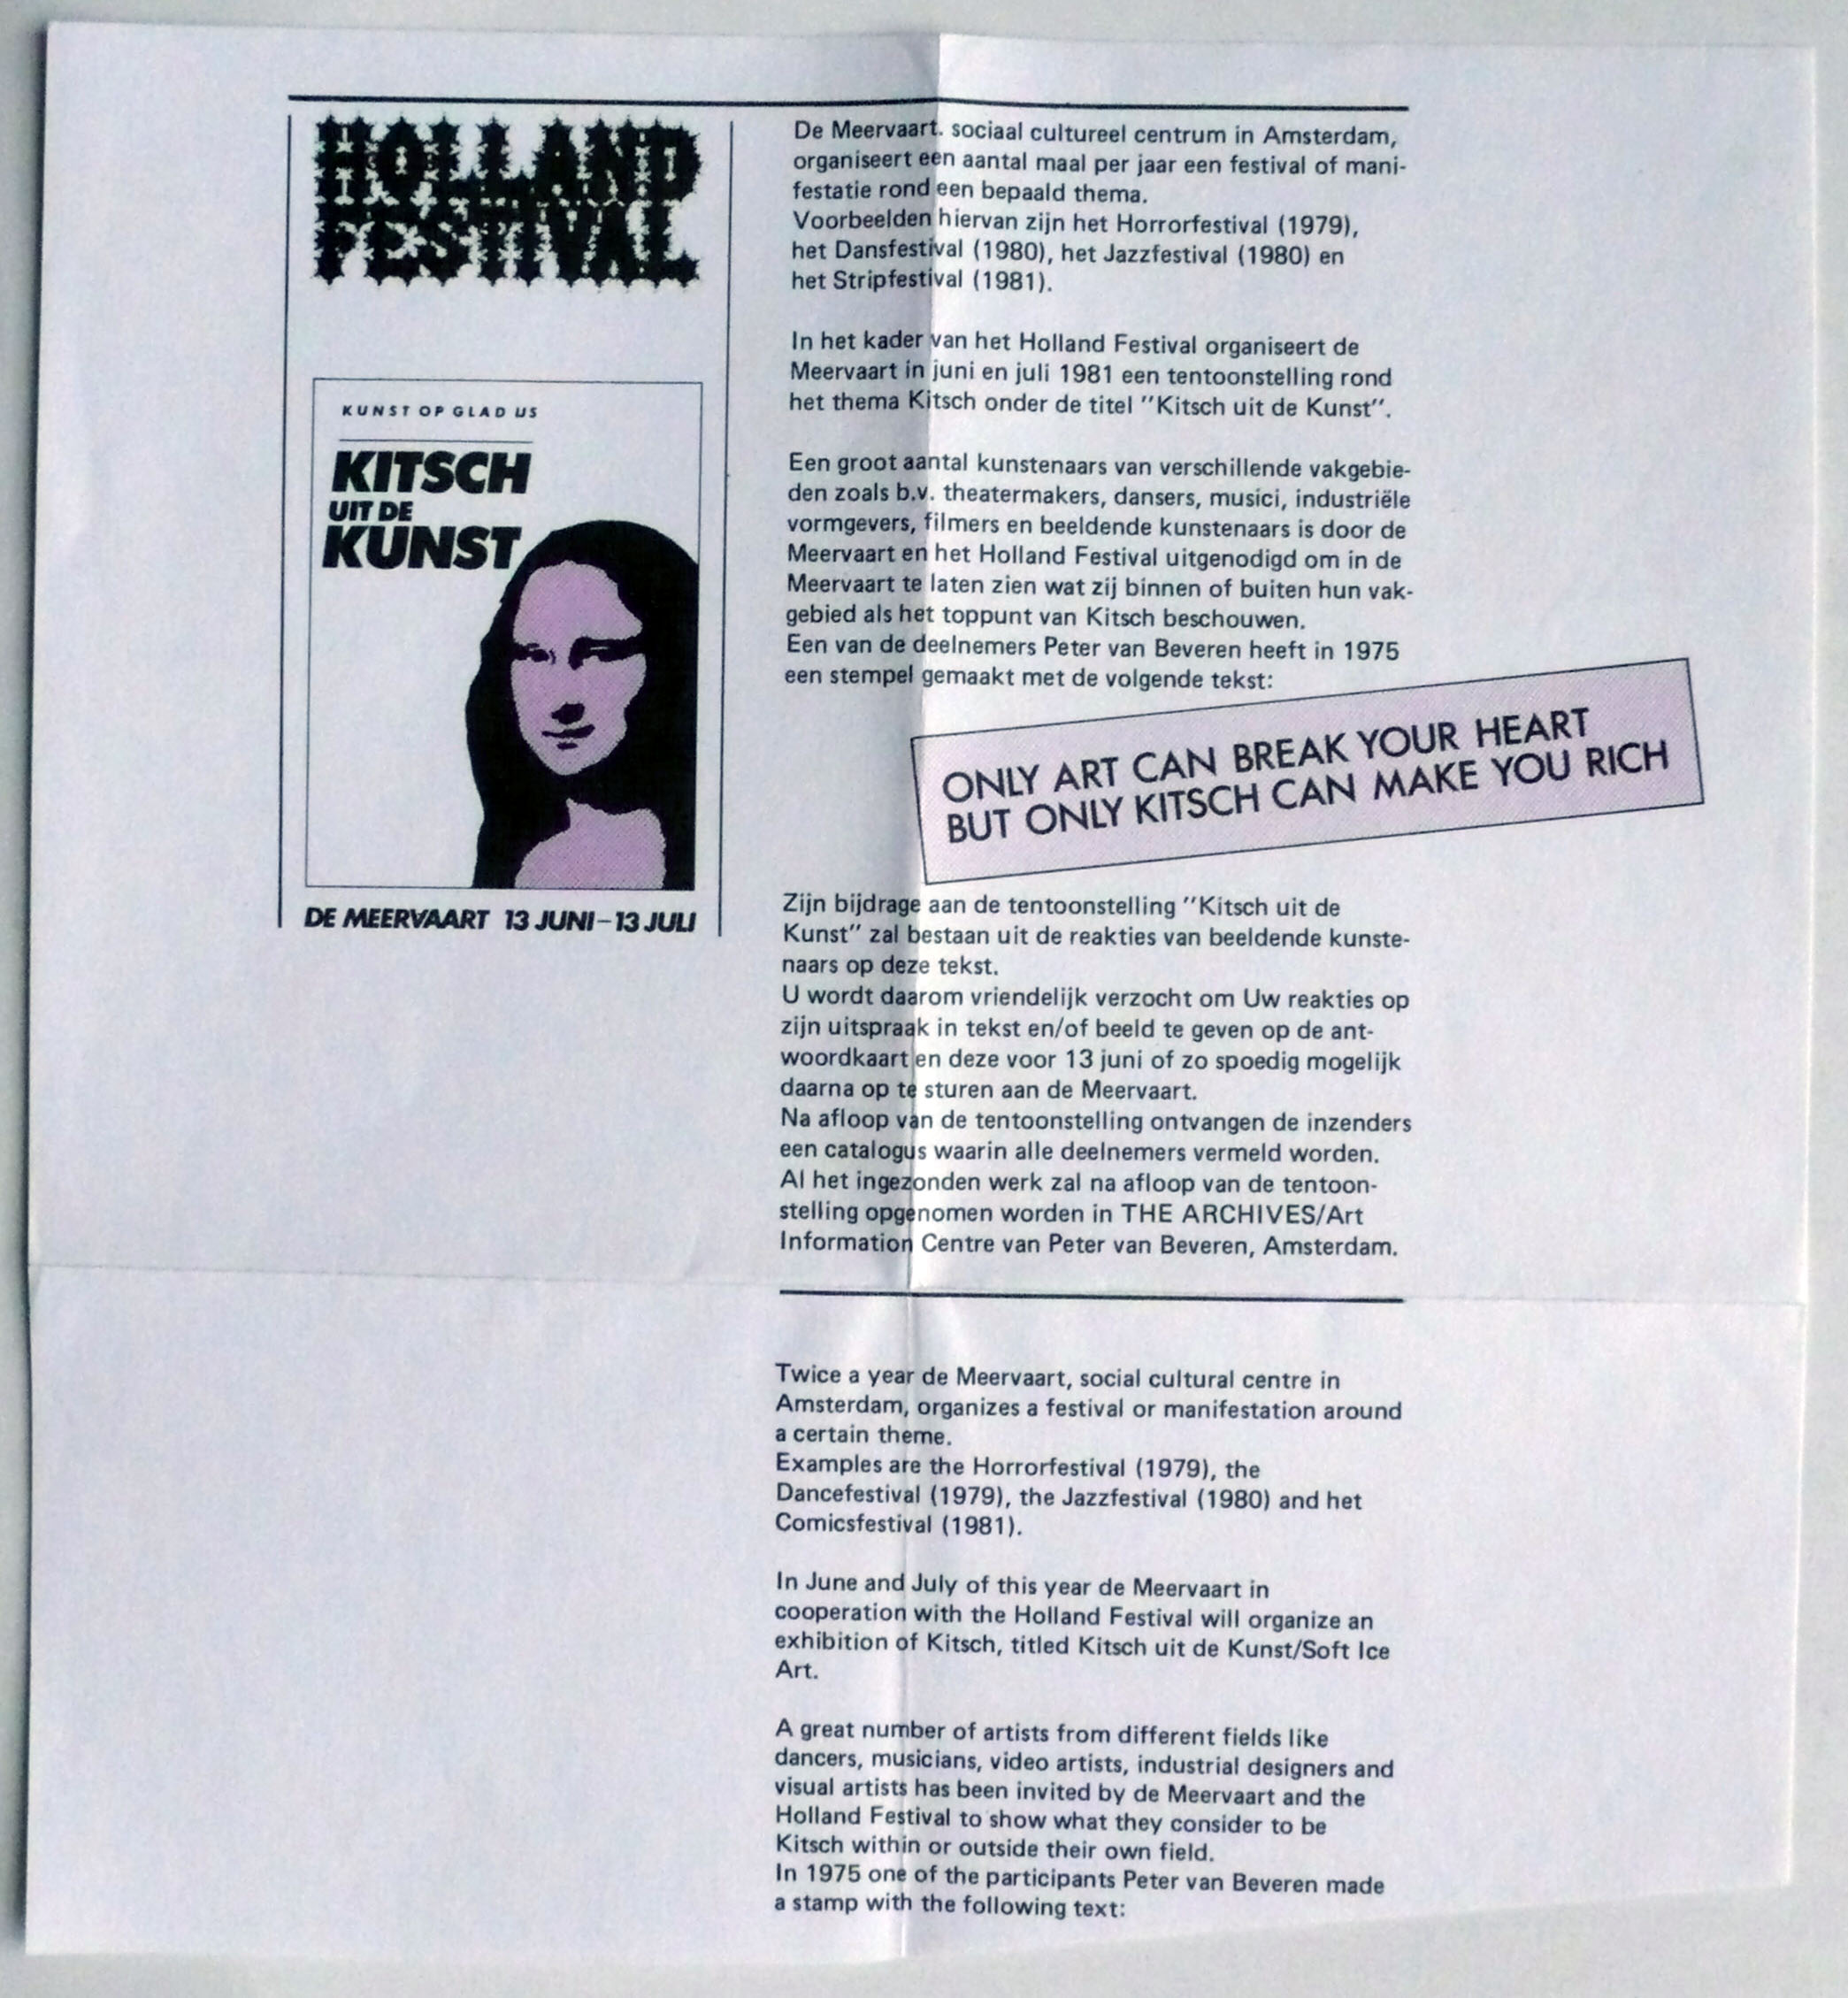 HOLLAND
FESTIVAL
KUNST OP GLAD IJS
KITSCH
UIT DE
KUNST
DE MEERVAART 13 JUNI–13 JULI
De Meervaart. sociaal cultureel centrum in Amsterdam,
organiseert een aantal maal per jaar een festival of mani-
festatie rond een bepaald thema.
Voorbeelden hiervan zijn het Horrorfestival (1979),
het Dansfestival (1980), het Jazzfestival (1980) en
het Stripfestival (1981).
In het kader van het Holland Festival organiseert de
Meervaart in juni en juli 1981 een tentoonstelling rond
het thema Kitsch onder de titel "Kitsch uit de Kunst".
Een groot aantal kunstenaars van verschillende vakgebie-
den zoals b.v. theatermakers, dansers, musici, industriële
vormgevers, filmers en beeldende kunstenaars is door de
Meervaart en het Holland Festival uitgenodigd om in de
Meervaart te laten zien wat zij binnen of buiten hun vak-
gebied als het toppunt van Kitsch beschouwen.
Een van de deelnemers Peter van Beveren heeft in 1975
een stempel gemaakt met de volgende tekst:
ONLY ART CAN BREAK YOUR HEART
BUT ONLY KITSCH CAN MAKE YOU RICH
Zijn bijdrage aan de tentoonstelling "Kitsch uit de
Kunst" zal bestaan uit de reakties van beeldende kunste-
naars op deze tekst.
U wordt daarom vriendelijk verzocht om Uw reakties op
zijn uitspraak in tekst en/of beeld te geven op de ant-
woordkaart en deze voor 13 juni of zo spoedig mogelijk
daarna op te sturen aan de Meervaart.
Na afloop van de tentoonstelling ontvangen de inzenders
een catalogus waarin alle deelnemers vermeld worden.
Al het ingezonden werk zal na afloop van de tentoon-
stelling opgenomen worden in THE ARCHIVES/Art
Information Centre van Peter van Beveren, Amsterdam.
Twice a year de Meervaart, social cultural centre in
Amsterdam, organizes a festival or manifestation around
a certain theme.
Examples are the Horrorfestival (1979), the
Dancefestival (1979), the Jazzfestival (1980) and het
Comicsfestival (1981).
In June and July of this year de Meervaart in
cooperation with the Holland Festival will organize an
exhibition of Kitsch, titled Kitsch uit de Kunst/Soft Ice
Art.
A great number of artists from different fields like
dancers, musicians, video artists, industrial designers and
visual artists has been invited by de Meervaart and the
Holland Festival to show what they consider to be
Kitsch within or outside their own field.
In 1975 one of the participants Peter van Beveren made
a stamp with the following text: